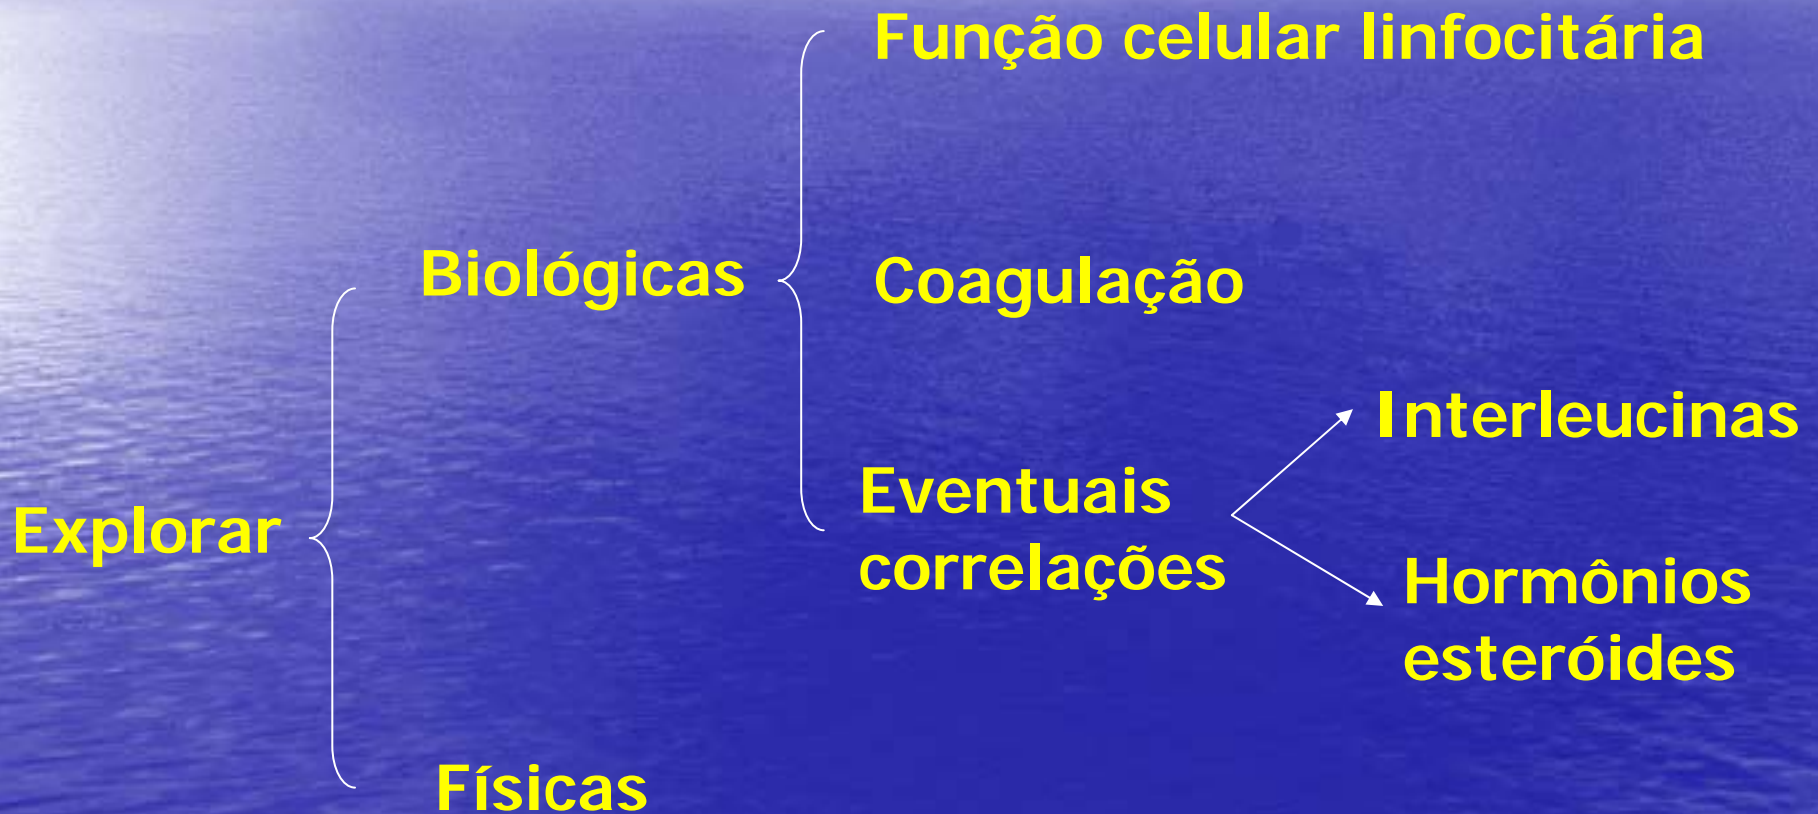 Função celular linfocitária
Biológicas
Coagulação
Interleucinas
Eventuais
correlações
Explorar
Hormônios
esteróides
Físicas